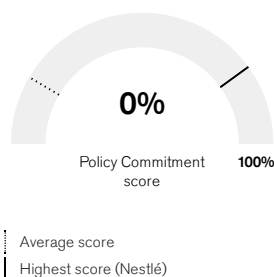 0%
Policy Commitment 100%
score
Average score
Highest score (Nestlé)